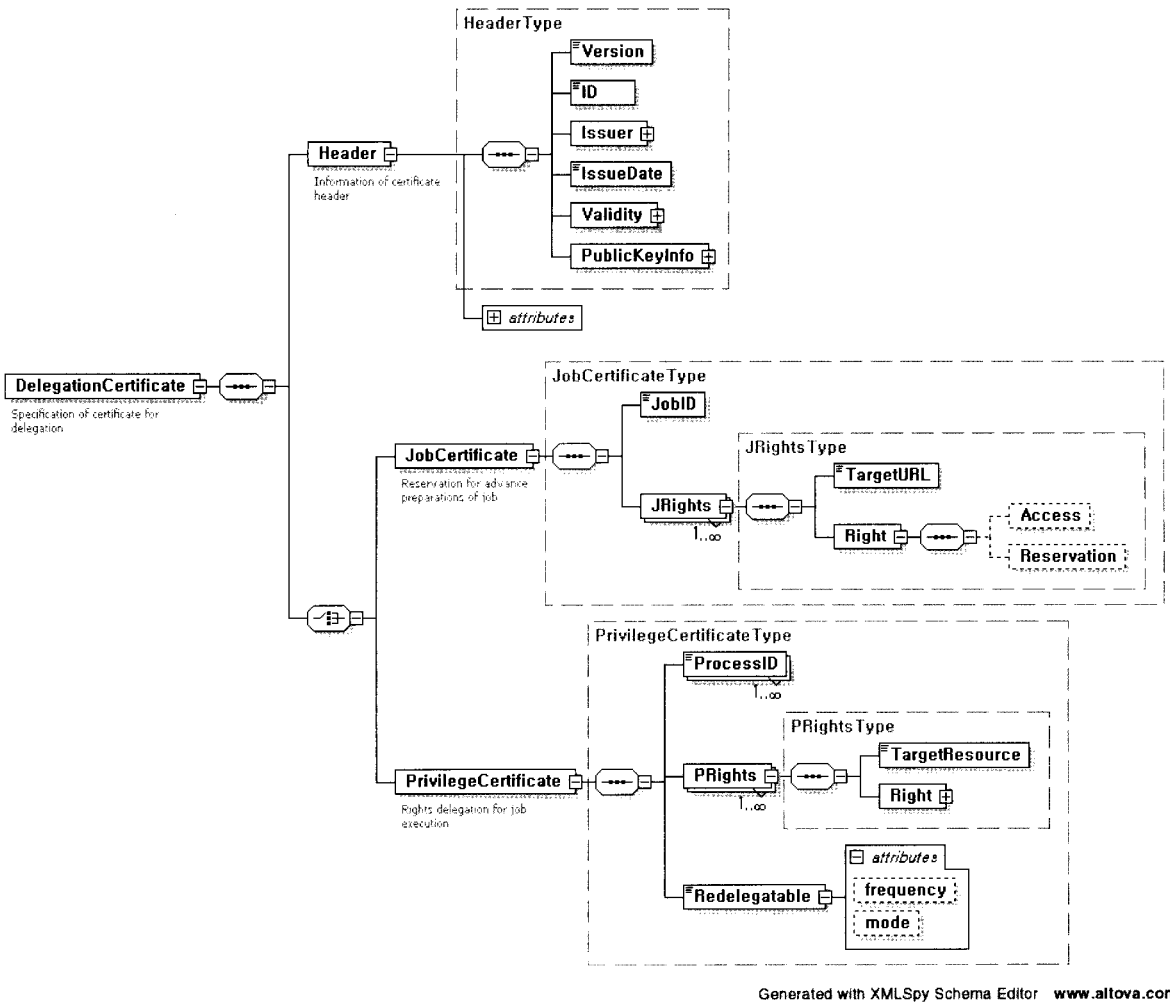 HeaderType
Version
ID
Issuer
IssueDate
Validity
PublicKeyInfo
Header
Information of certificate
header
attributes
DelegationCertificate
Specification of certificate for
delegation
JobCertificateType
JobID
JobCertificate
Reservation for advance
preparations of job
JRightsType
TargetURL
JRights
1..∞
Right
Access
Reservation
PrivilegeCertificateType
ProcessID
1..∞
PRightsType
TargetResource
PRights
1..∞
Right
PrivilegeCertificate
Rights delegation for job
execution
attributes
Redelegatable
frequency
mode
Generated with XMLSpy Schema Editor www.altova.cor